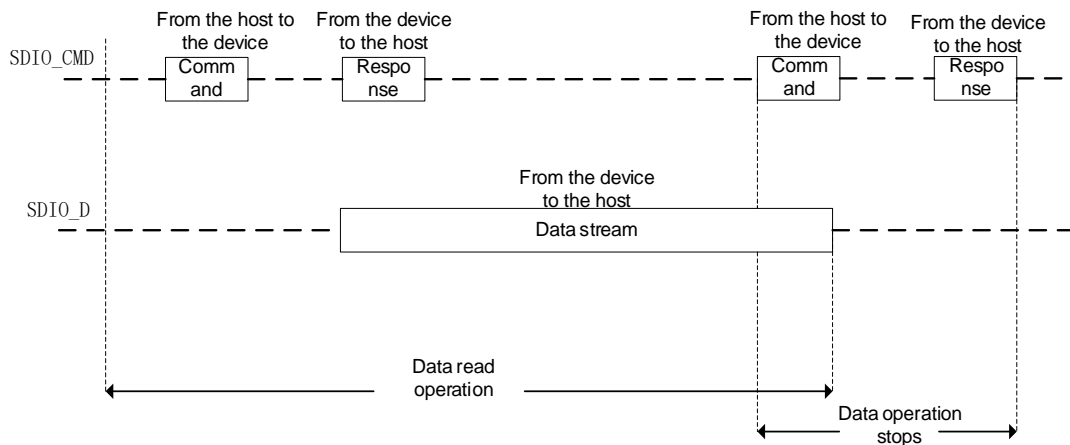 From the host to
the device
From the device
to the host
From the host to
the device
From the device
to the host
SDIO_CMD
Comm
and
Respo
nse
Comm
and
Respo
nse
From the device
to the host
SDIO_D
Data stream
Data read
operation
Data operation
stops